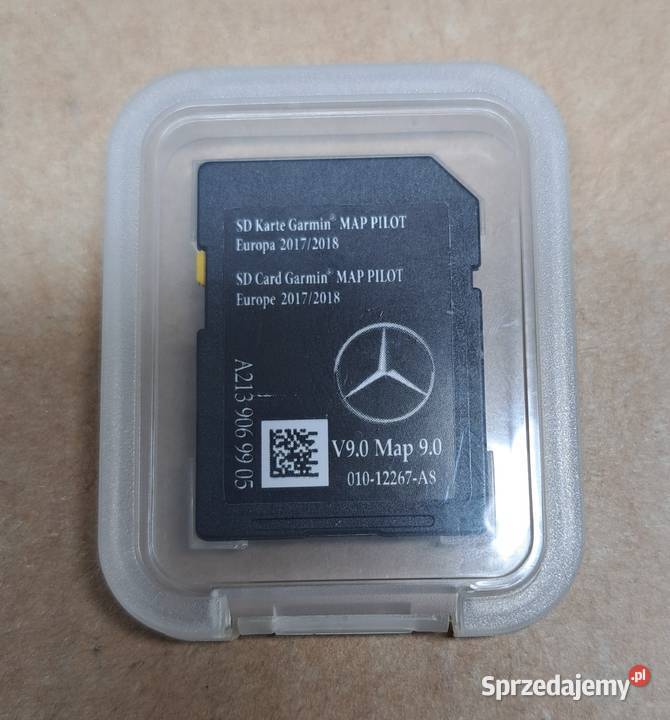 SD Karte Garmin® MAP PILOT
Europa 2017/2018
SD Card Garmin® MAP PILOT
Europe 2017/2018
A213 906 99 05
V9.0 Map 9.0
010-12267-A8
Sprzedajemy.pl